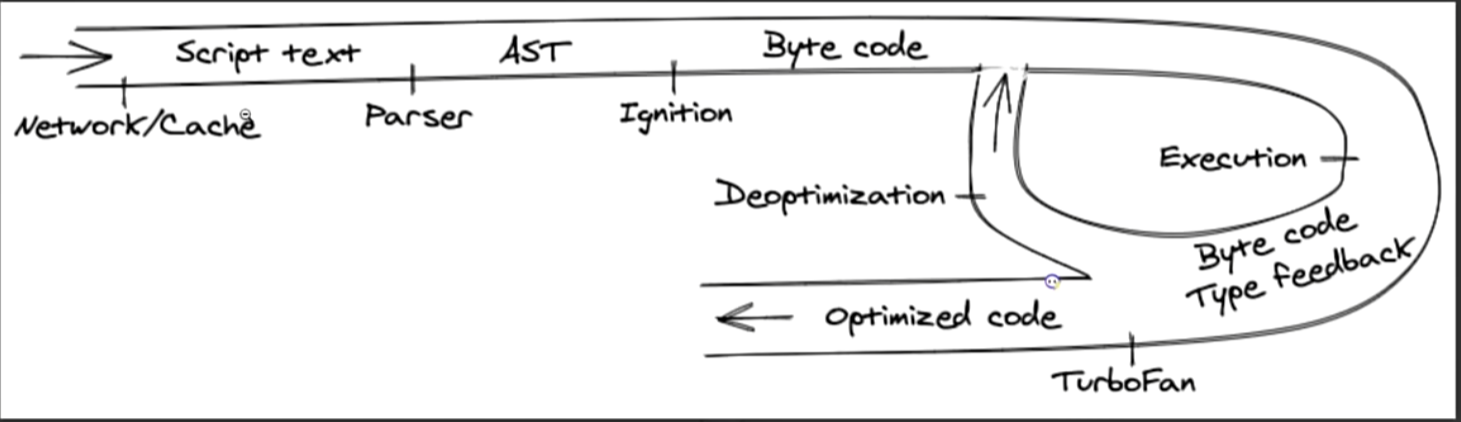 Script text
AST
Byte code
Network/Cache
Parser
Ignition
Execution
Deoptimization
Byte code
Type feedback
Optimized code
TurboFan